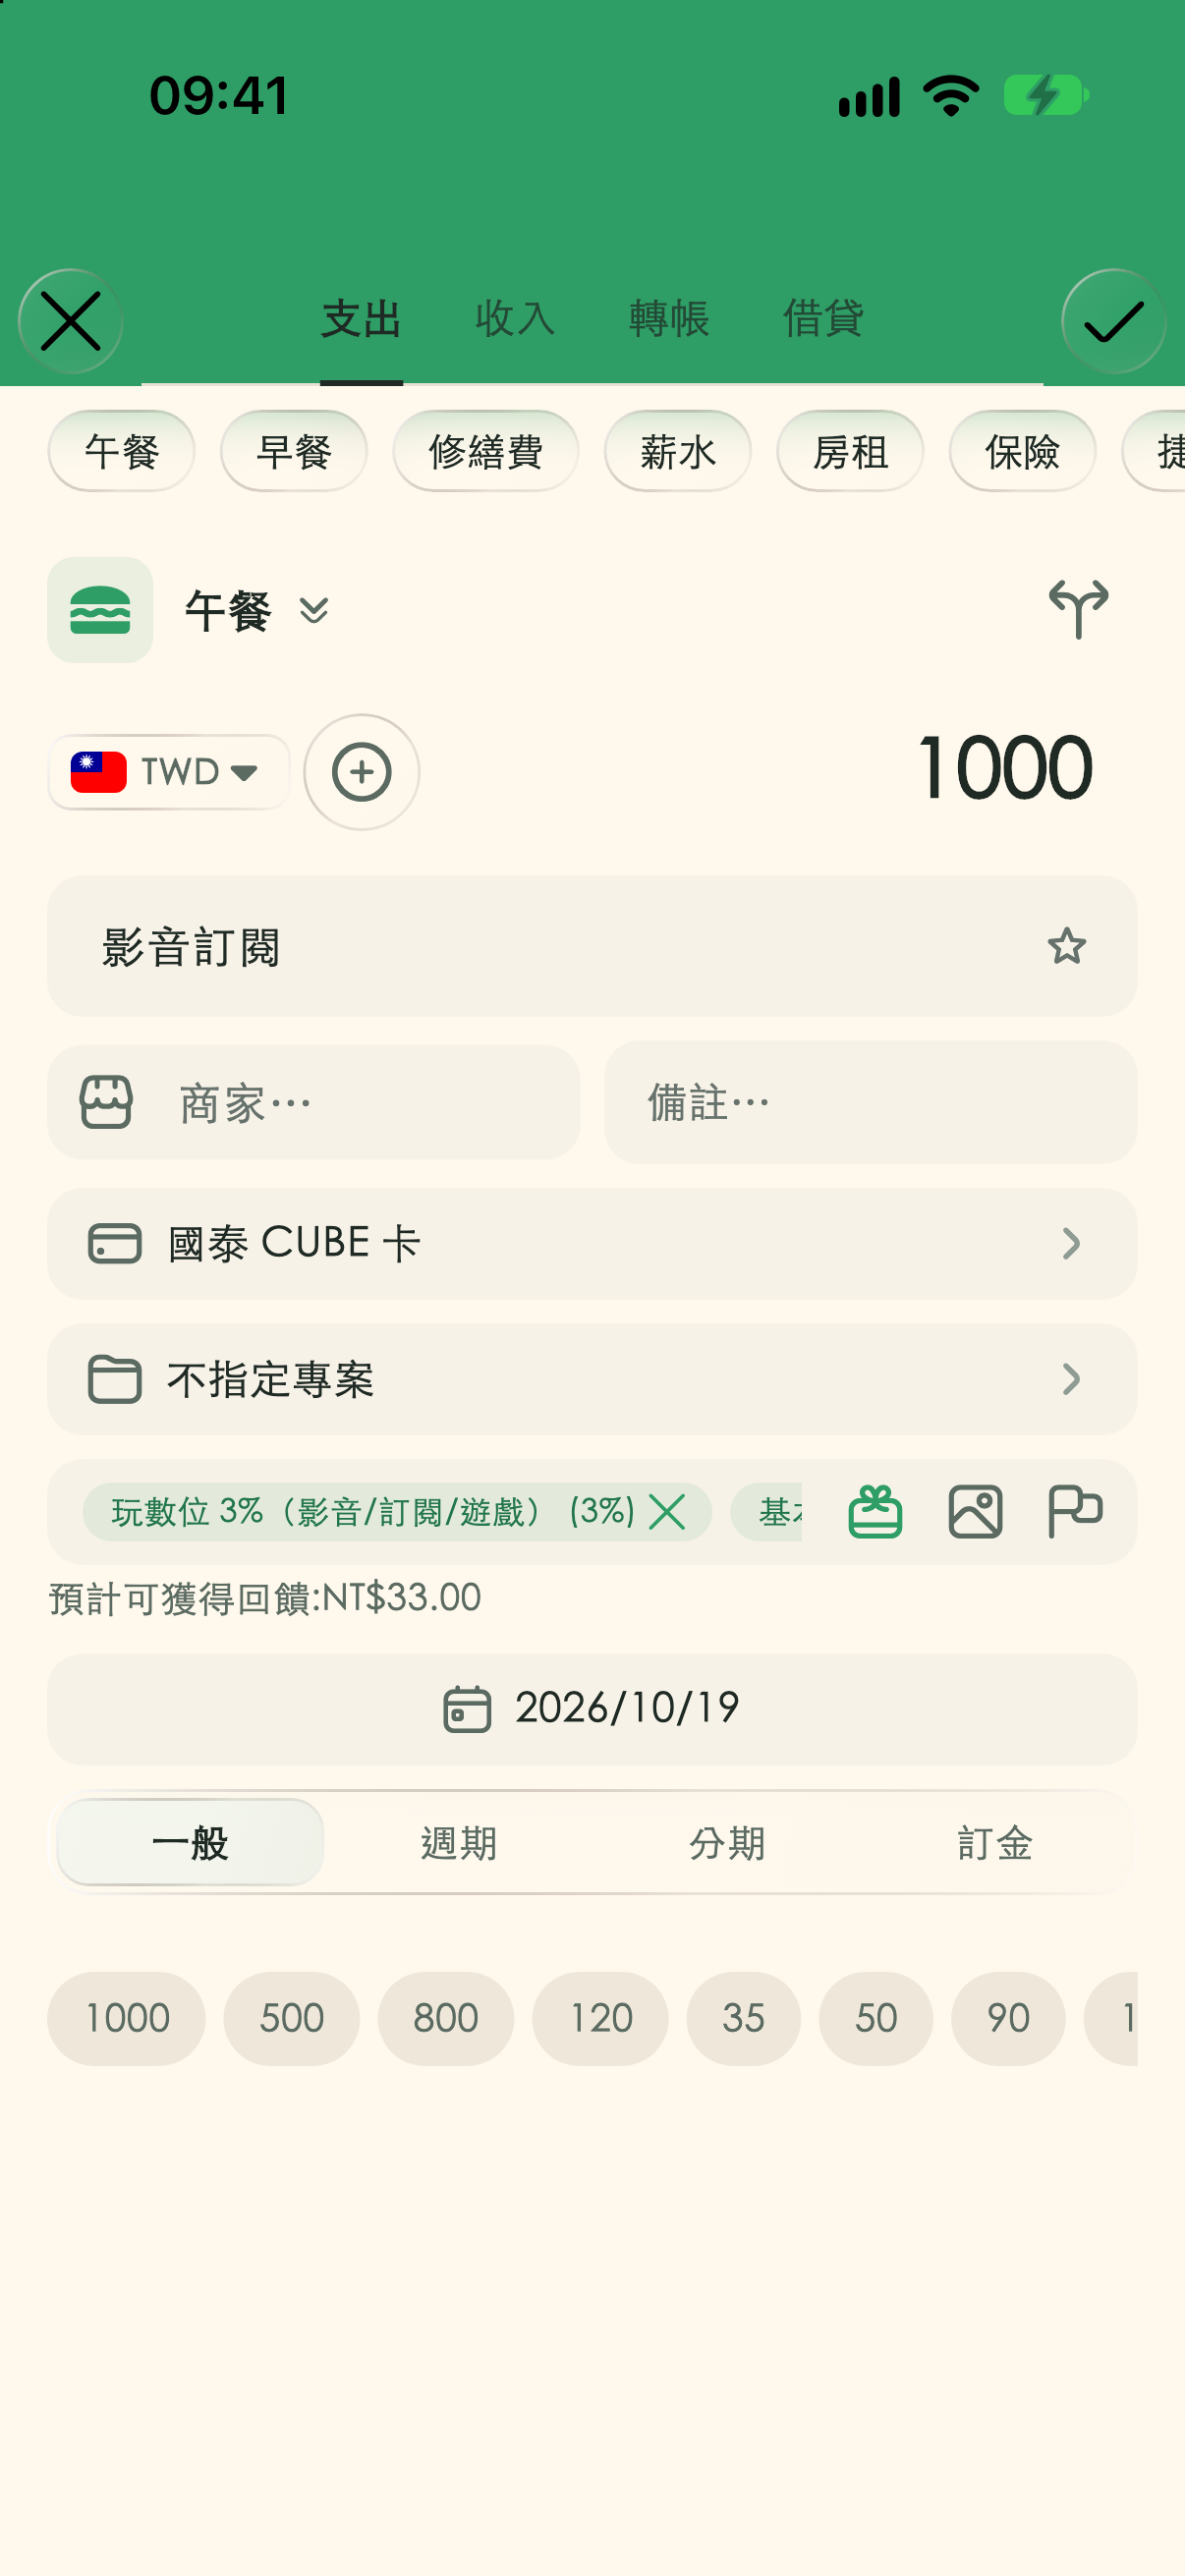 09:41
支出 收入 轉帳 借貸
午餐 早餐 修繕費 薪水 房租 保險 捷
午餐
TWD 1000
影音訂閱
商家… 備註…
國泰 CUBE 卡
不指定專案
玩數位 3%（影音/訂閱/遊戲） (3%) 基本
預計可獲得回饋:NT$33.00
2026/10/19
一般 週期 分期 訂金
1000 500 800 120 35 50 90 1